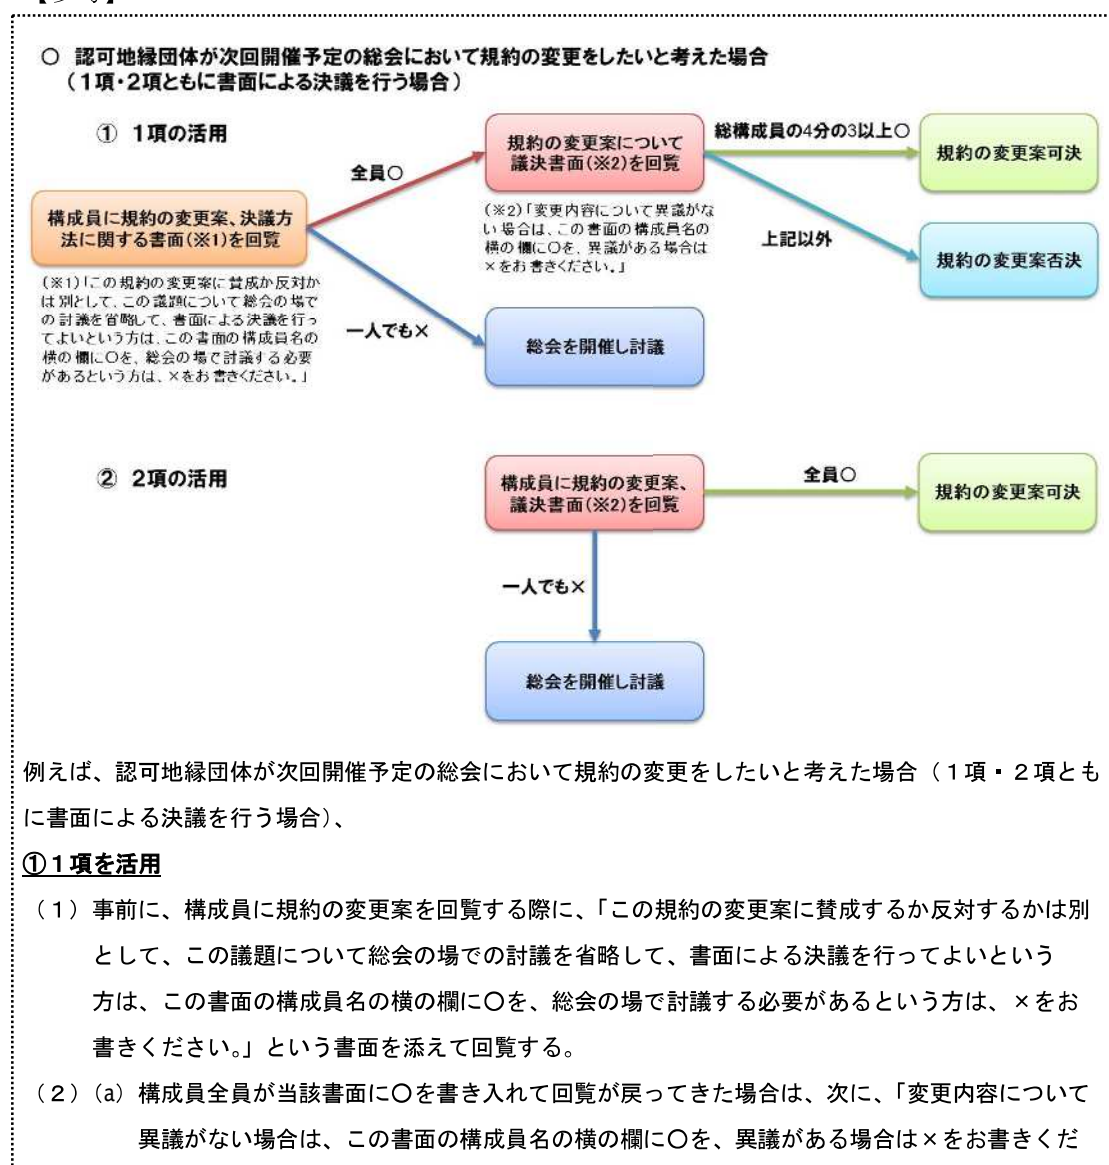 ○ 認可地縁団体が次回開催予定の総会において規約の変更をしたいと考えた場合
（１項・２項ともに書面による決議を行う場合）
① １項の活用
全員○
規約の変更案について
議決書面（※2）を回覧
総構成員の4分の3以上○
規約の変更案可決
構成員に規約の変更案、決議方
法に関する書面（※1）を回覧
（※2）「変更内容について異議がな
い場合は、この書面の構成員名の
横の欄に○を、異議がある場合は
×をお書きください。」
上記以外
規約の変更案否決
（※1）「この規約の変更案に賛成か反対か
は別として、この議題について総会の場で
の討議を省略して、書面による決議を行っ
てよいという方は、この書面の構成員名の
横の欄に○を、総会の場で討議する必要
があるという方は、×をお書きください。」
一人でも×
総会を開催し討議
② ２項の活用
構成員に規約の変更案、
議決書面（※2）を回覧
全員○
規約の変更案可決
一人でも×
総会を開催し討議
例えば、認可地縁団体が次回開催予定の総会において規約の変更をしたいと考えた場合（１項・２項とも
に書面による決議を行う場合）、
①１項を活用
（１）事前に、構成員に規約の変更案を回覧する際に、「この規約の変更案に賛成するか反対するかは別
として、この議題について総会の場での討議を省略して、書面による決議を行ってよいという
方は、この書面の構成員名の横の欄に○を、総会の場で討議する必要があるという方は、×をお
書きください。」という書面を添えて回覧する。
（２）(a) 構成員全員が当該書面に○を書き入れて回覧が戻ってきた場合は、次に、「変更内容について
異議がない場合は、この書面の構成員名の横の欄に○を、異議がある場合は×をお書きくだ